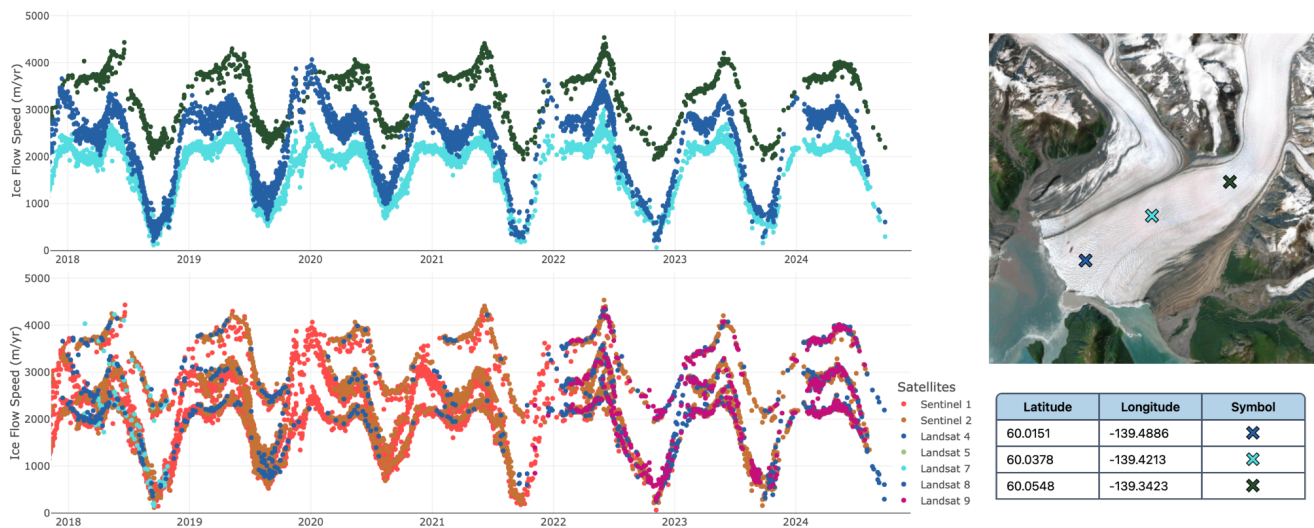 5000
4000
3000
2000
1000
0
Ice Flow Speed (m/yr)
2018 2019 2020 2021 2022 2023 2024
5000
4000
3000
2000
1000
0
Ice Flow Speed (m/yr)
2018 2019 2020 2021 2022 2023 2024
Satellites
Sentinel 1
Sentinel 2
Landsat 4
Landsat 5
Landsat 7
Landsat 8
Landsat 9
Latitude Longitude Symbol
60.0151 -139.4886
60.0378 -139.4213
60.0548 -139.3423